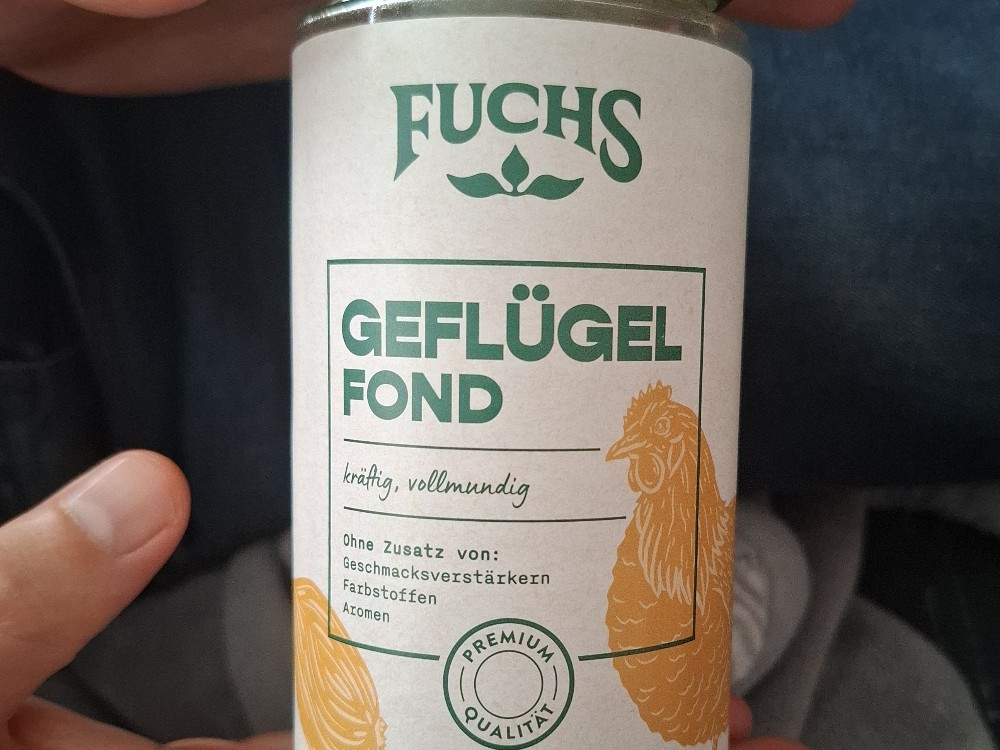 FUCHS
GEFLÜGEL
FOND
kräftig, vollmundig
Ohne Zusatz von:
Geschmacksverstärkern
Farbstoffen
Aromen
PREMIUM
QUALITÄT